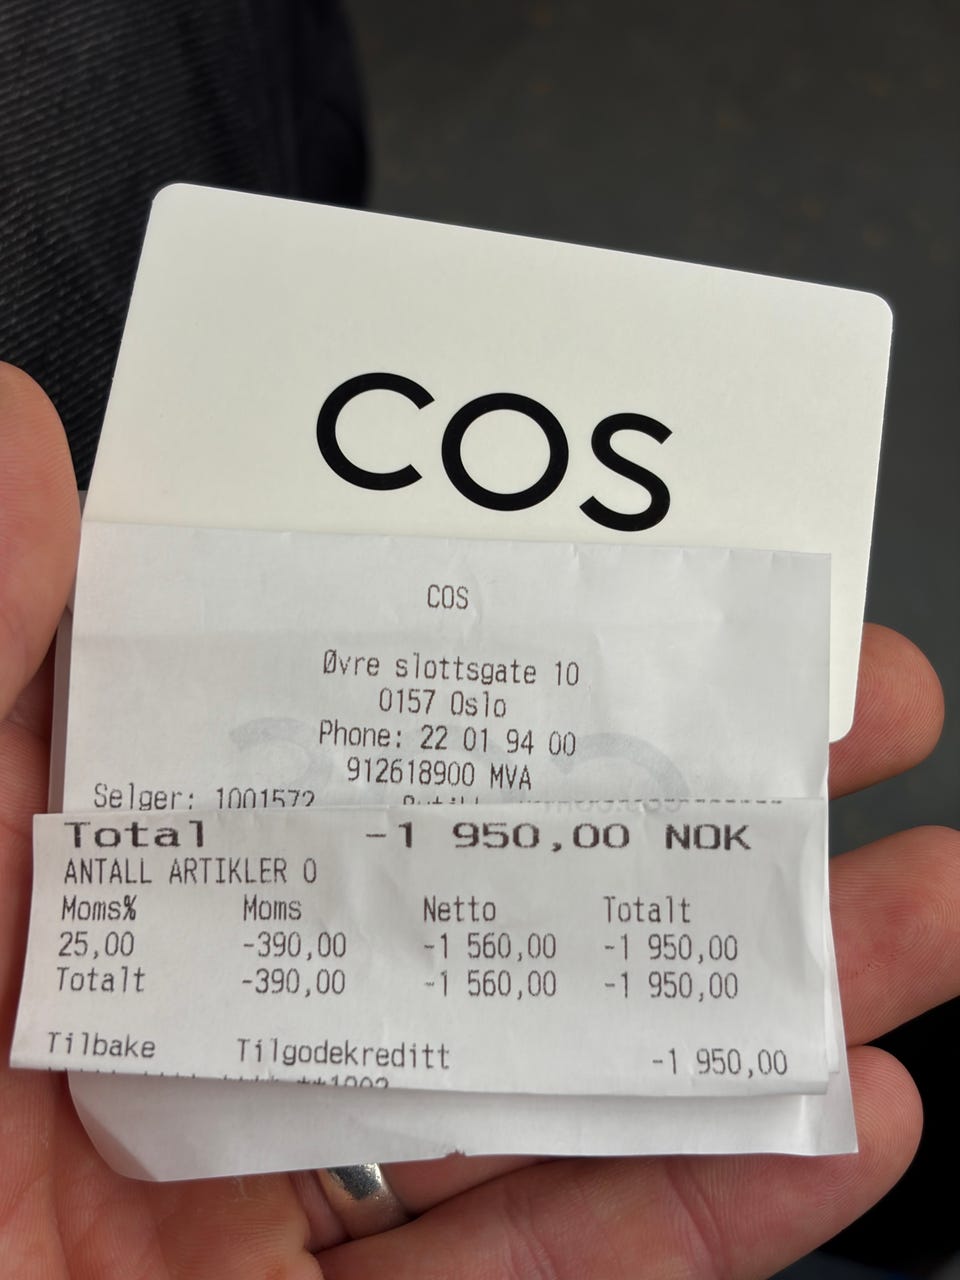 COS
COS
Øvre slottsgate 10
0157 Oslo
Phone: 22 01 94 00
912618900 MVA
Selger: 1001572
Total -1 950,00 NOK
ANTALL ARTIKLER 0
Moms% Moms Netto Totalt
25,00 -390,00 -1 560,00 -1 950,00
Totalt -390,00 -1 560,00 -1 950,00
Tilbake Tilgodekreditt -1 950,00